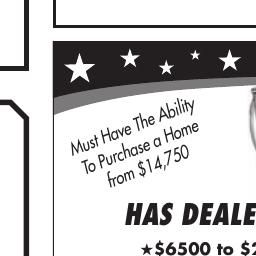 Must Have The Ability
To Purchase a Home
from $14,750
HAS DEALE
★$6500 to $2